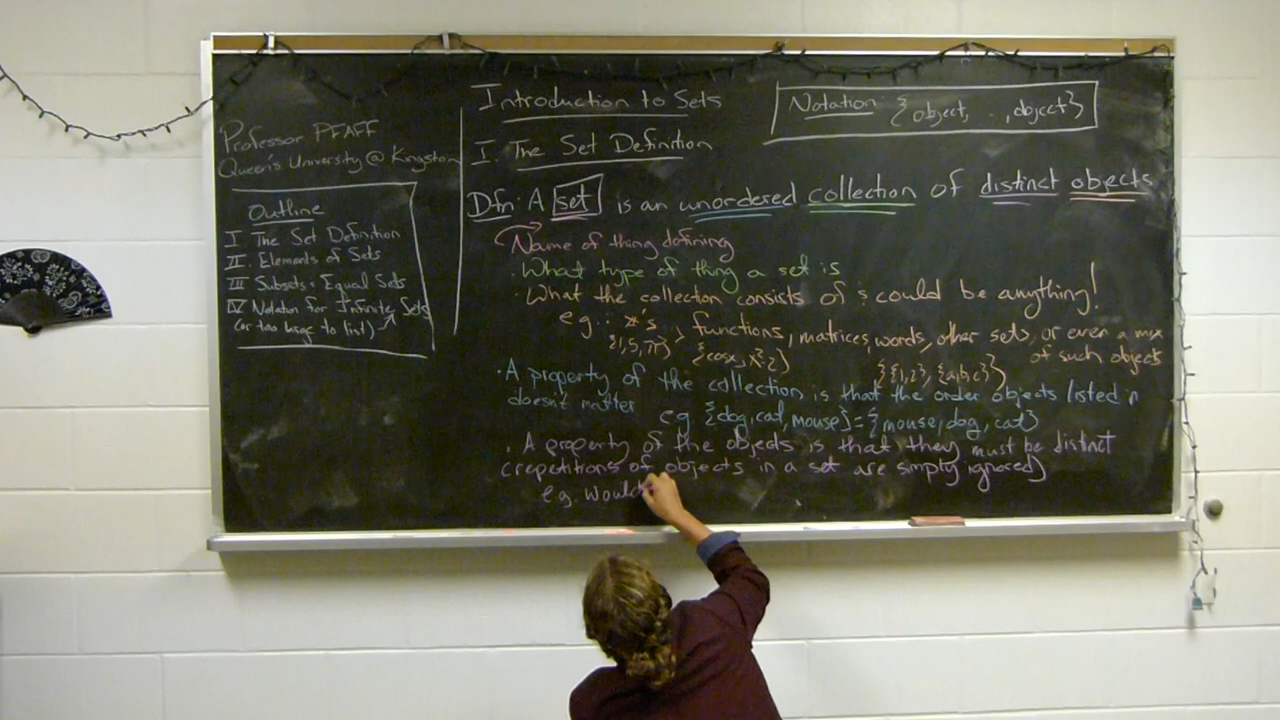 Professor PFAFF
Queen's University @ Kingston
Outline
I The Set Definition
II. Elements of Sets
III Subsets & Equal Sets
IV Notation for Infinite Sets
(or too large to list)
Introduction to Sets
Notation: {object, . . , object}
I. The Set Definition
Dfn: A set is an unordered collection of distinct objects
Name of thing defining
· What type of thing a set is
· What the collection consists of & could be anything!
e.g.: #'s, functions, matrices, words, other sets, or even a mix
of such objects
{1,5,π} {cosx, x²-2} {{1,2}, {a,b,c}}
· A property of the collection is that the order objects listed in
doesn't matter e.g {dog, cat, mouse} = {mouse, dog, cat}
· A property of the objects is that they must be distinct
(repetitions of objects in a set are simply ignored)
e.g. Would